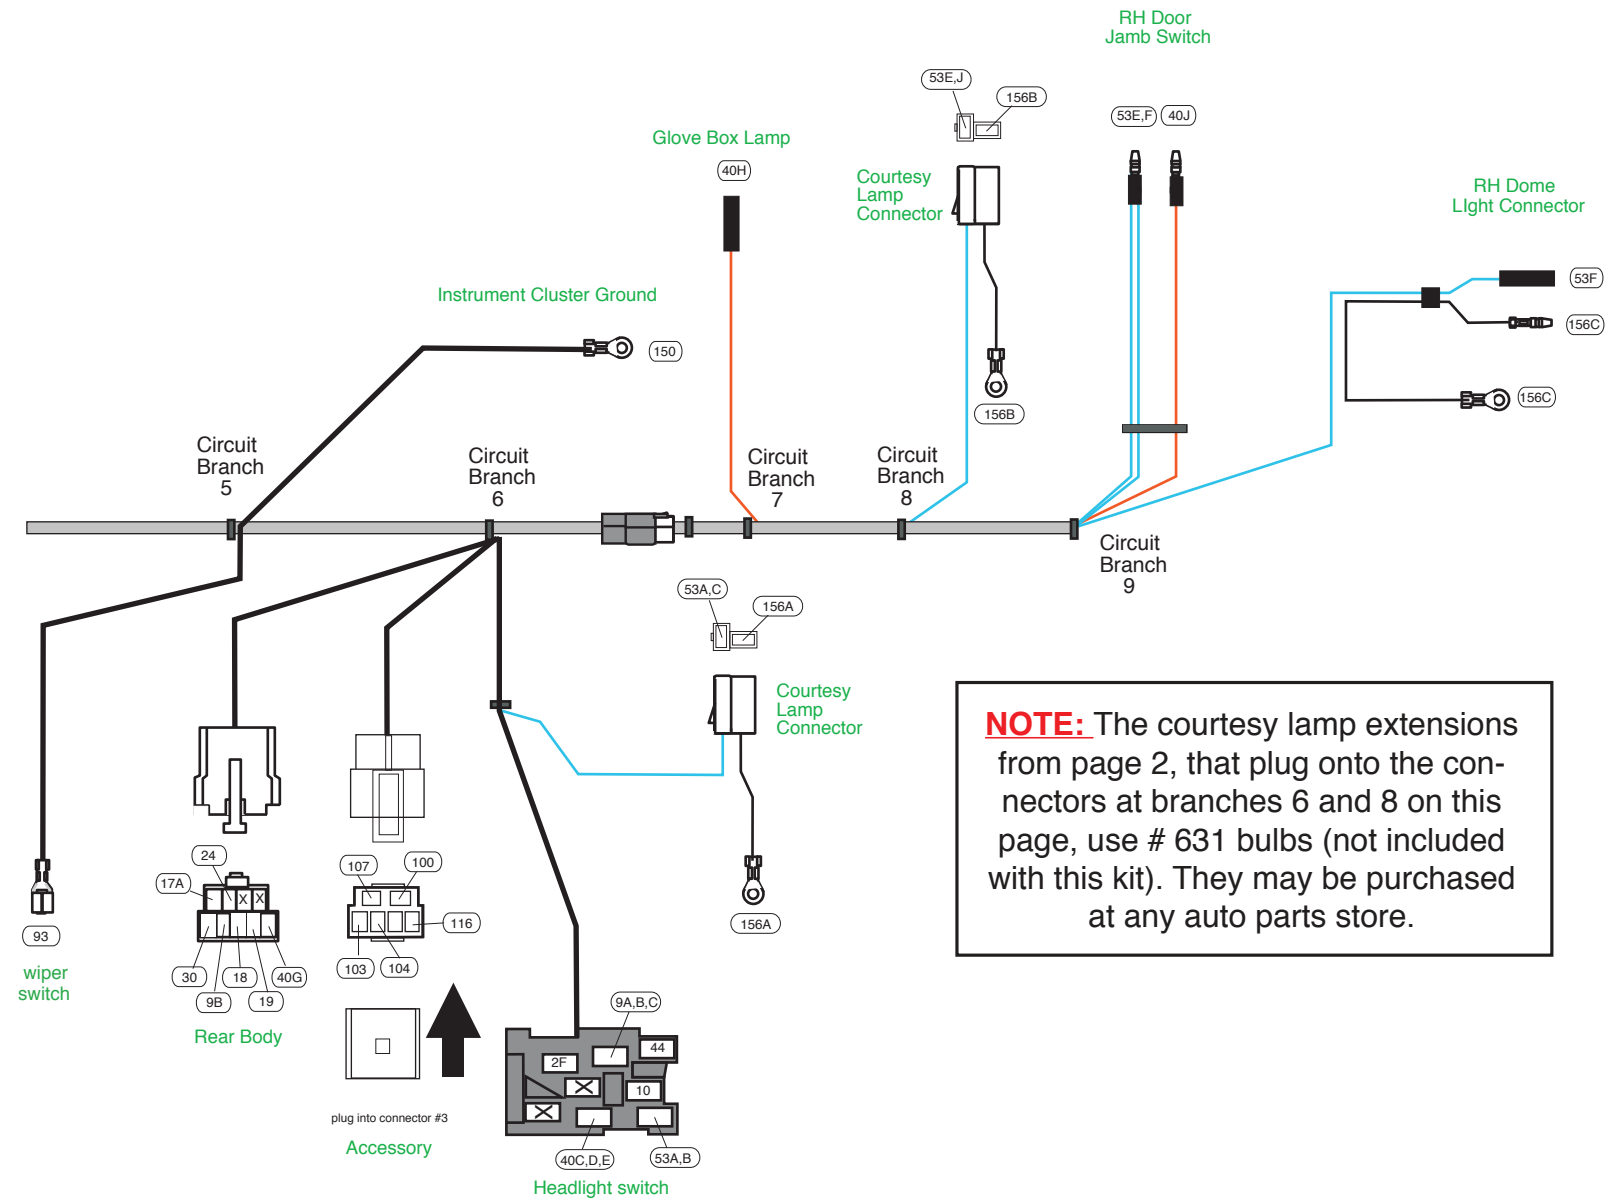 RH Door
Jamb Switch
53E,J
156B
53E,F
40J
Glove Box Lamp
40H
Courtesy
Lamp
Connector
RH Dome
LIght Connector
53F
156C
156C
Instrument Cluster Ground
150
156B
Circuit
Branch
5
Circuit
Branch
6
Circuit
Branch
7
Circuit
Branch
8
Circuit
Branch
9
53A,C
156A
Courtesy
Lamp
Connector
156A
NOTE: The courtesy lamp extensions
from page 2, that plug onto the con-
nectors at branches 6 and 8 on this
page, use # 631 bulbs (not included
with this kit). They may be purchased
at any auto parts store.
93
wiper
switch
24
17A
X
X
30
18
40G
9B
19
Rear Body
107
100
116
103
104
plug into connector #3
Accessory
9A,B,C
44
2F
X
10
X
40C,D,E
53A,B
Headlight switch